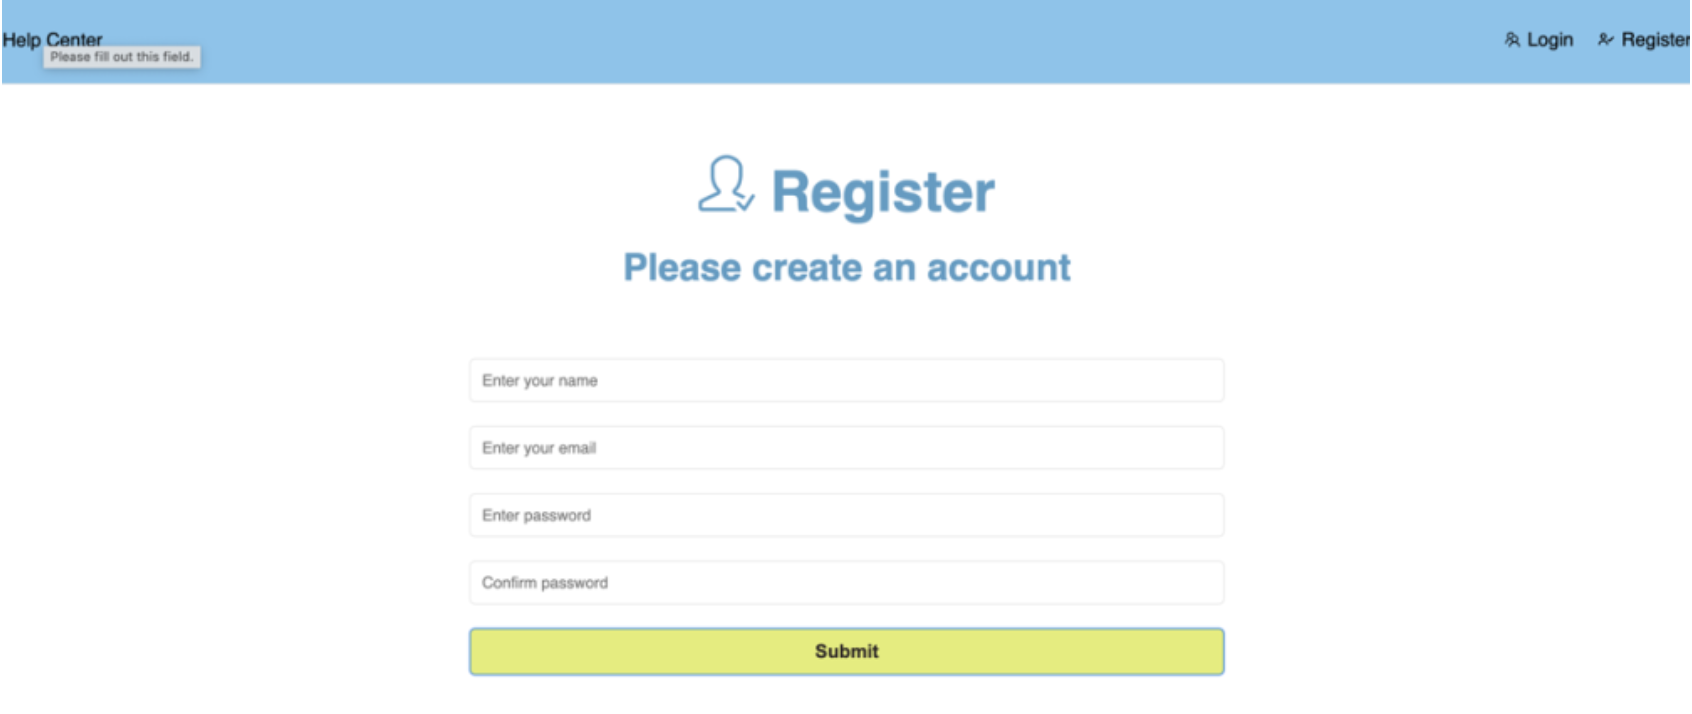 Help Center
Please fill out this field.
Login Register
Register
Please create an account
Enter your name
Enter your email
Enter password
Confirm password
Submit